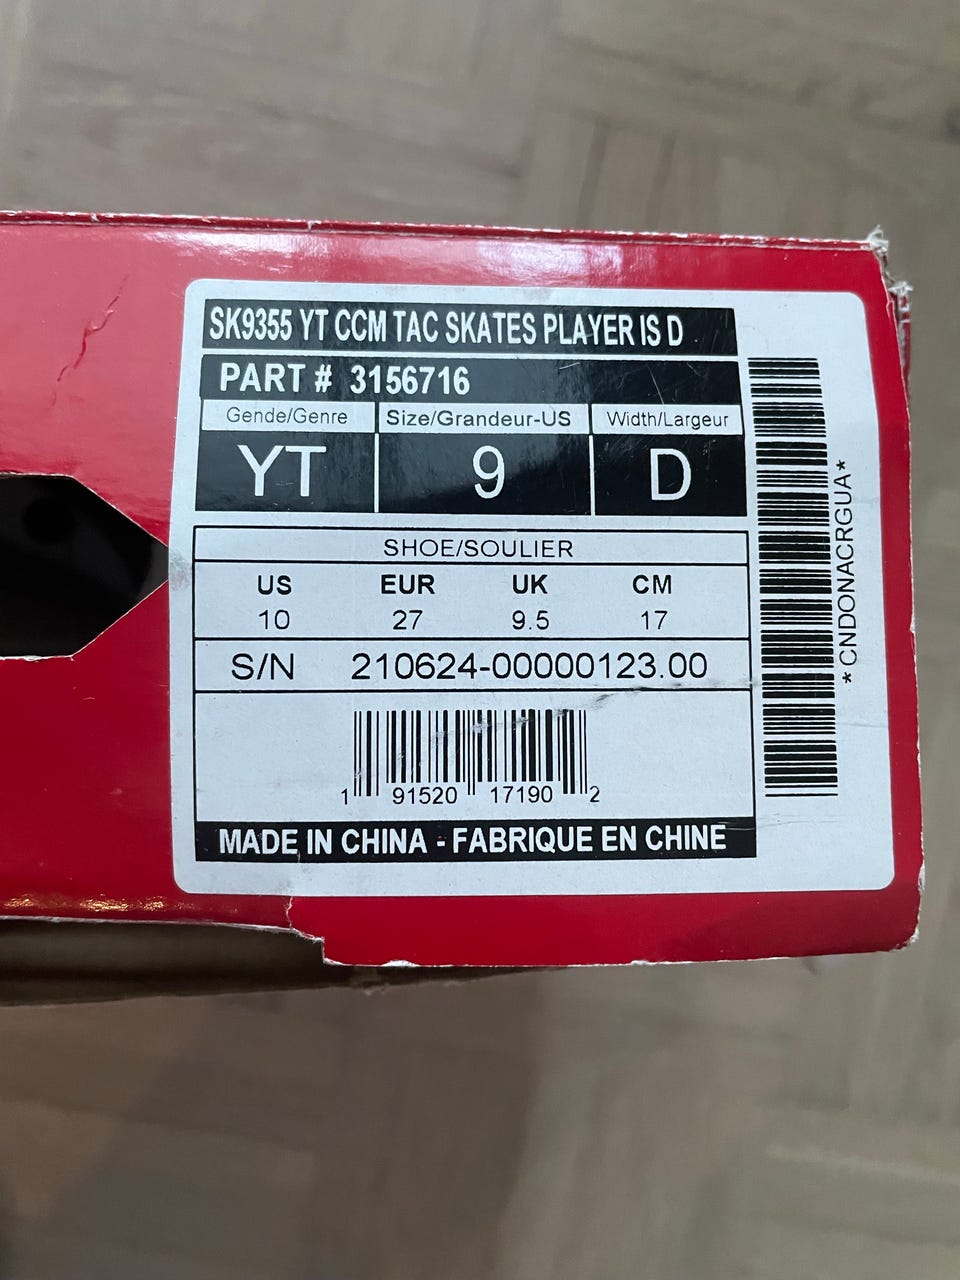 SK9355 YT CCM TAC SKATES PLAYER IS D
PART # 3156716
Gende/Genre Size/Grandeur-US Width/Largeur
YT 9 D
SHOE/SOULIER
US EUR UK CM
10 27 9.5 17
S/N 210624-00000123.00
1 91520 17190 2
MADE IN CHINA - FABRIQUE EN CHINE
*CNDONACRGUA*